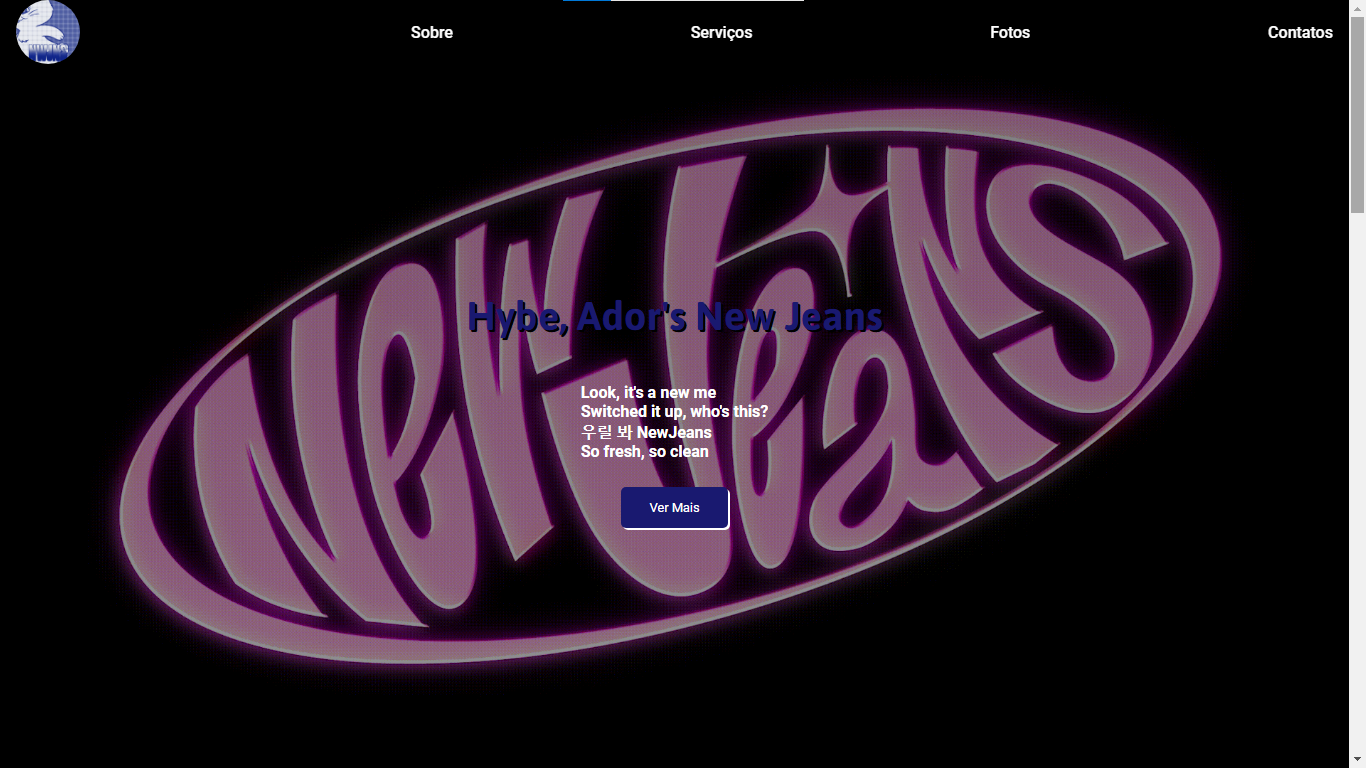 Sobre
Serviços
Fotos
Contatos
NewJeans
Hybe, Ador's New Jeans
Look, it's a new me
Switched it up, who's this?
우릴 봐 NewJeans
So fresh, so clean
Ver Mais